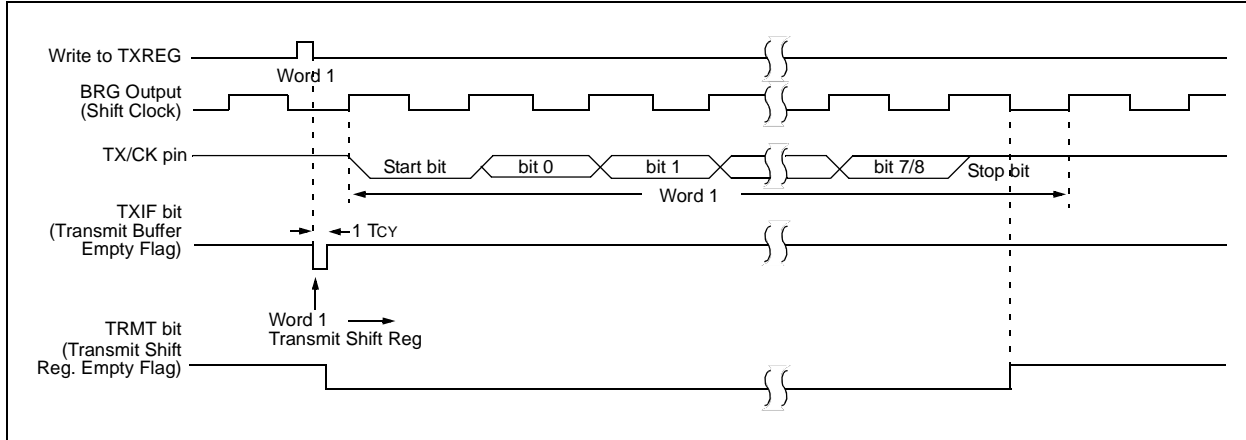 Write to TXREG
Word 1
BRG Output
(Shift Clock)
TX/CK pin
Start bit
bit 0
bit 1
bit 7/8
Stop bit
Word 1
TXIF bit
(Transmit Buffer
Empty Flag)
1 TCY
Word 1
Transmit Shift Reg
TRMT bit
(Transmit Shift
Reg. Empty Flag)